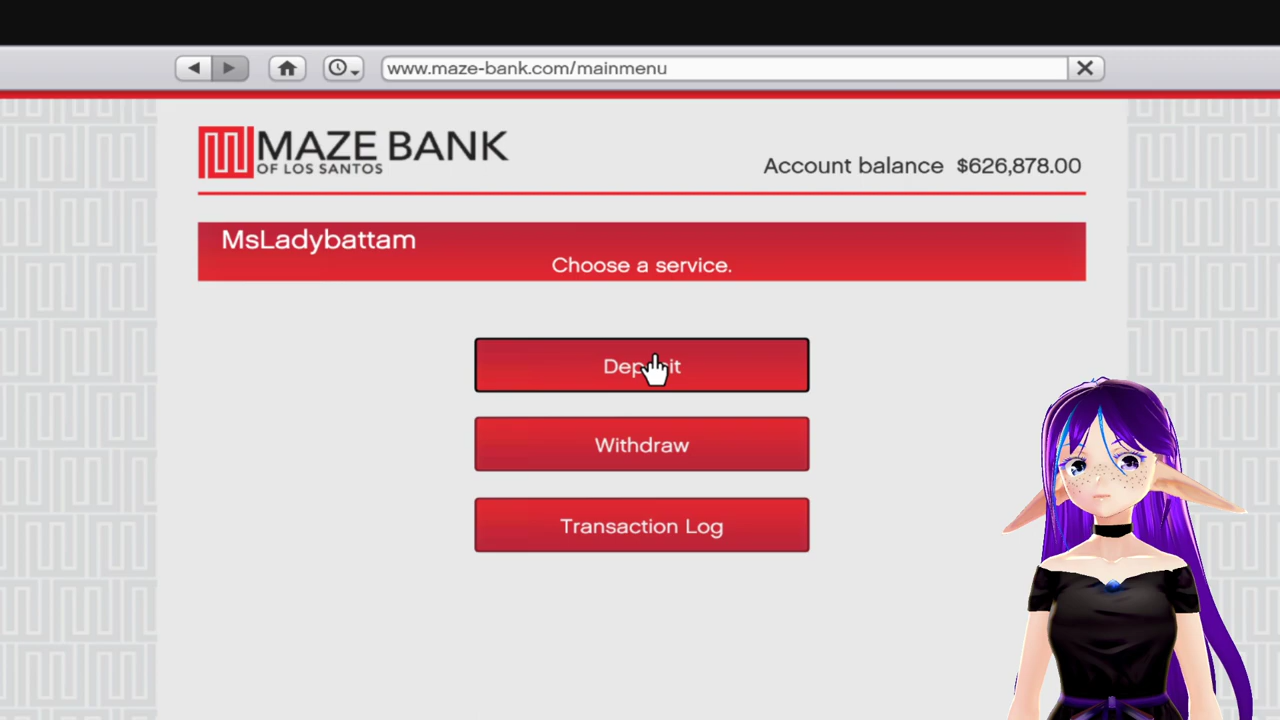 www.maze-bank.com/mainmenu
MAZE BANK
OF LOS SANTOS
Account balance $626,878.00
MsLadybattam
Choose a service.
Deposit
Withdraw
Transaction Log